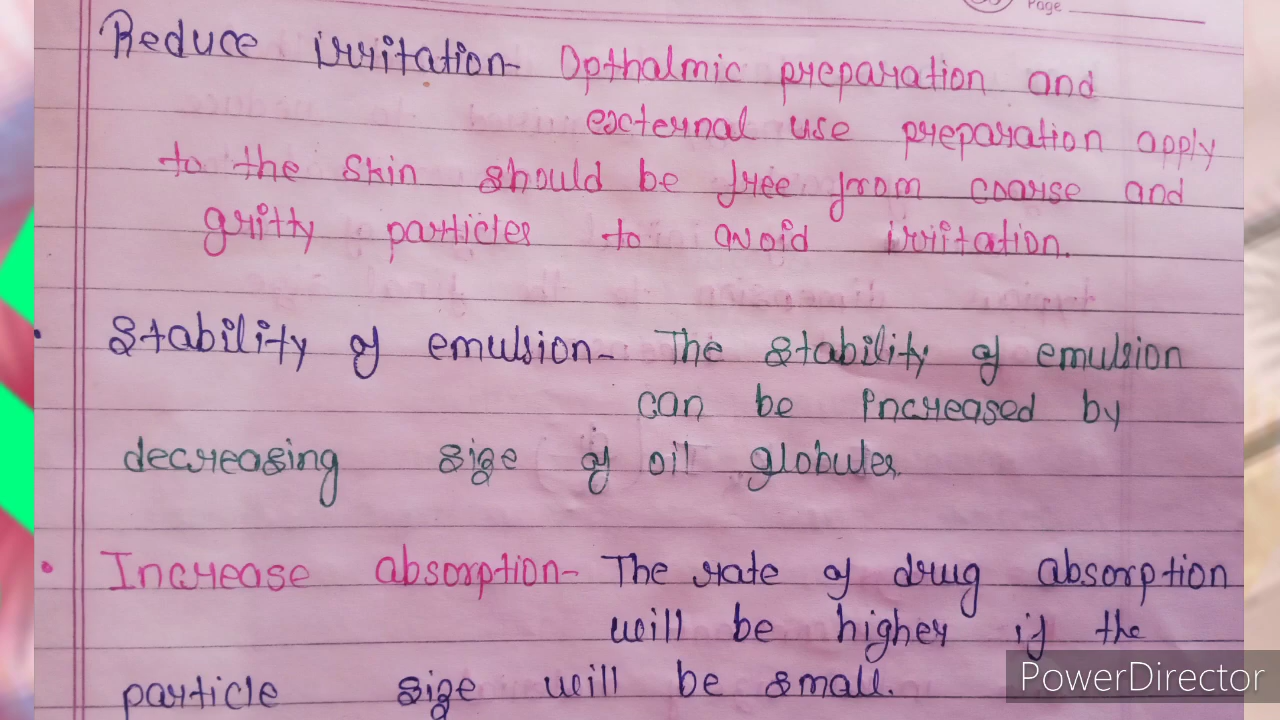 Page
Reduce irritation- Opthalmic preparation and
external use preparation apply
to the skin should be free from coarse and
gritty particles to avoid irritation.
• Stability of emulsion- The stability of emulsion
can be increased by
decreasing size of oil globules.
• Increase absorption- The rate of drug absorption
will be higher if the
particle size will be small.
PowerDirector